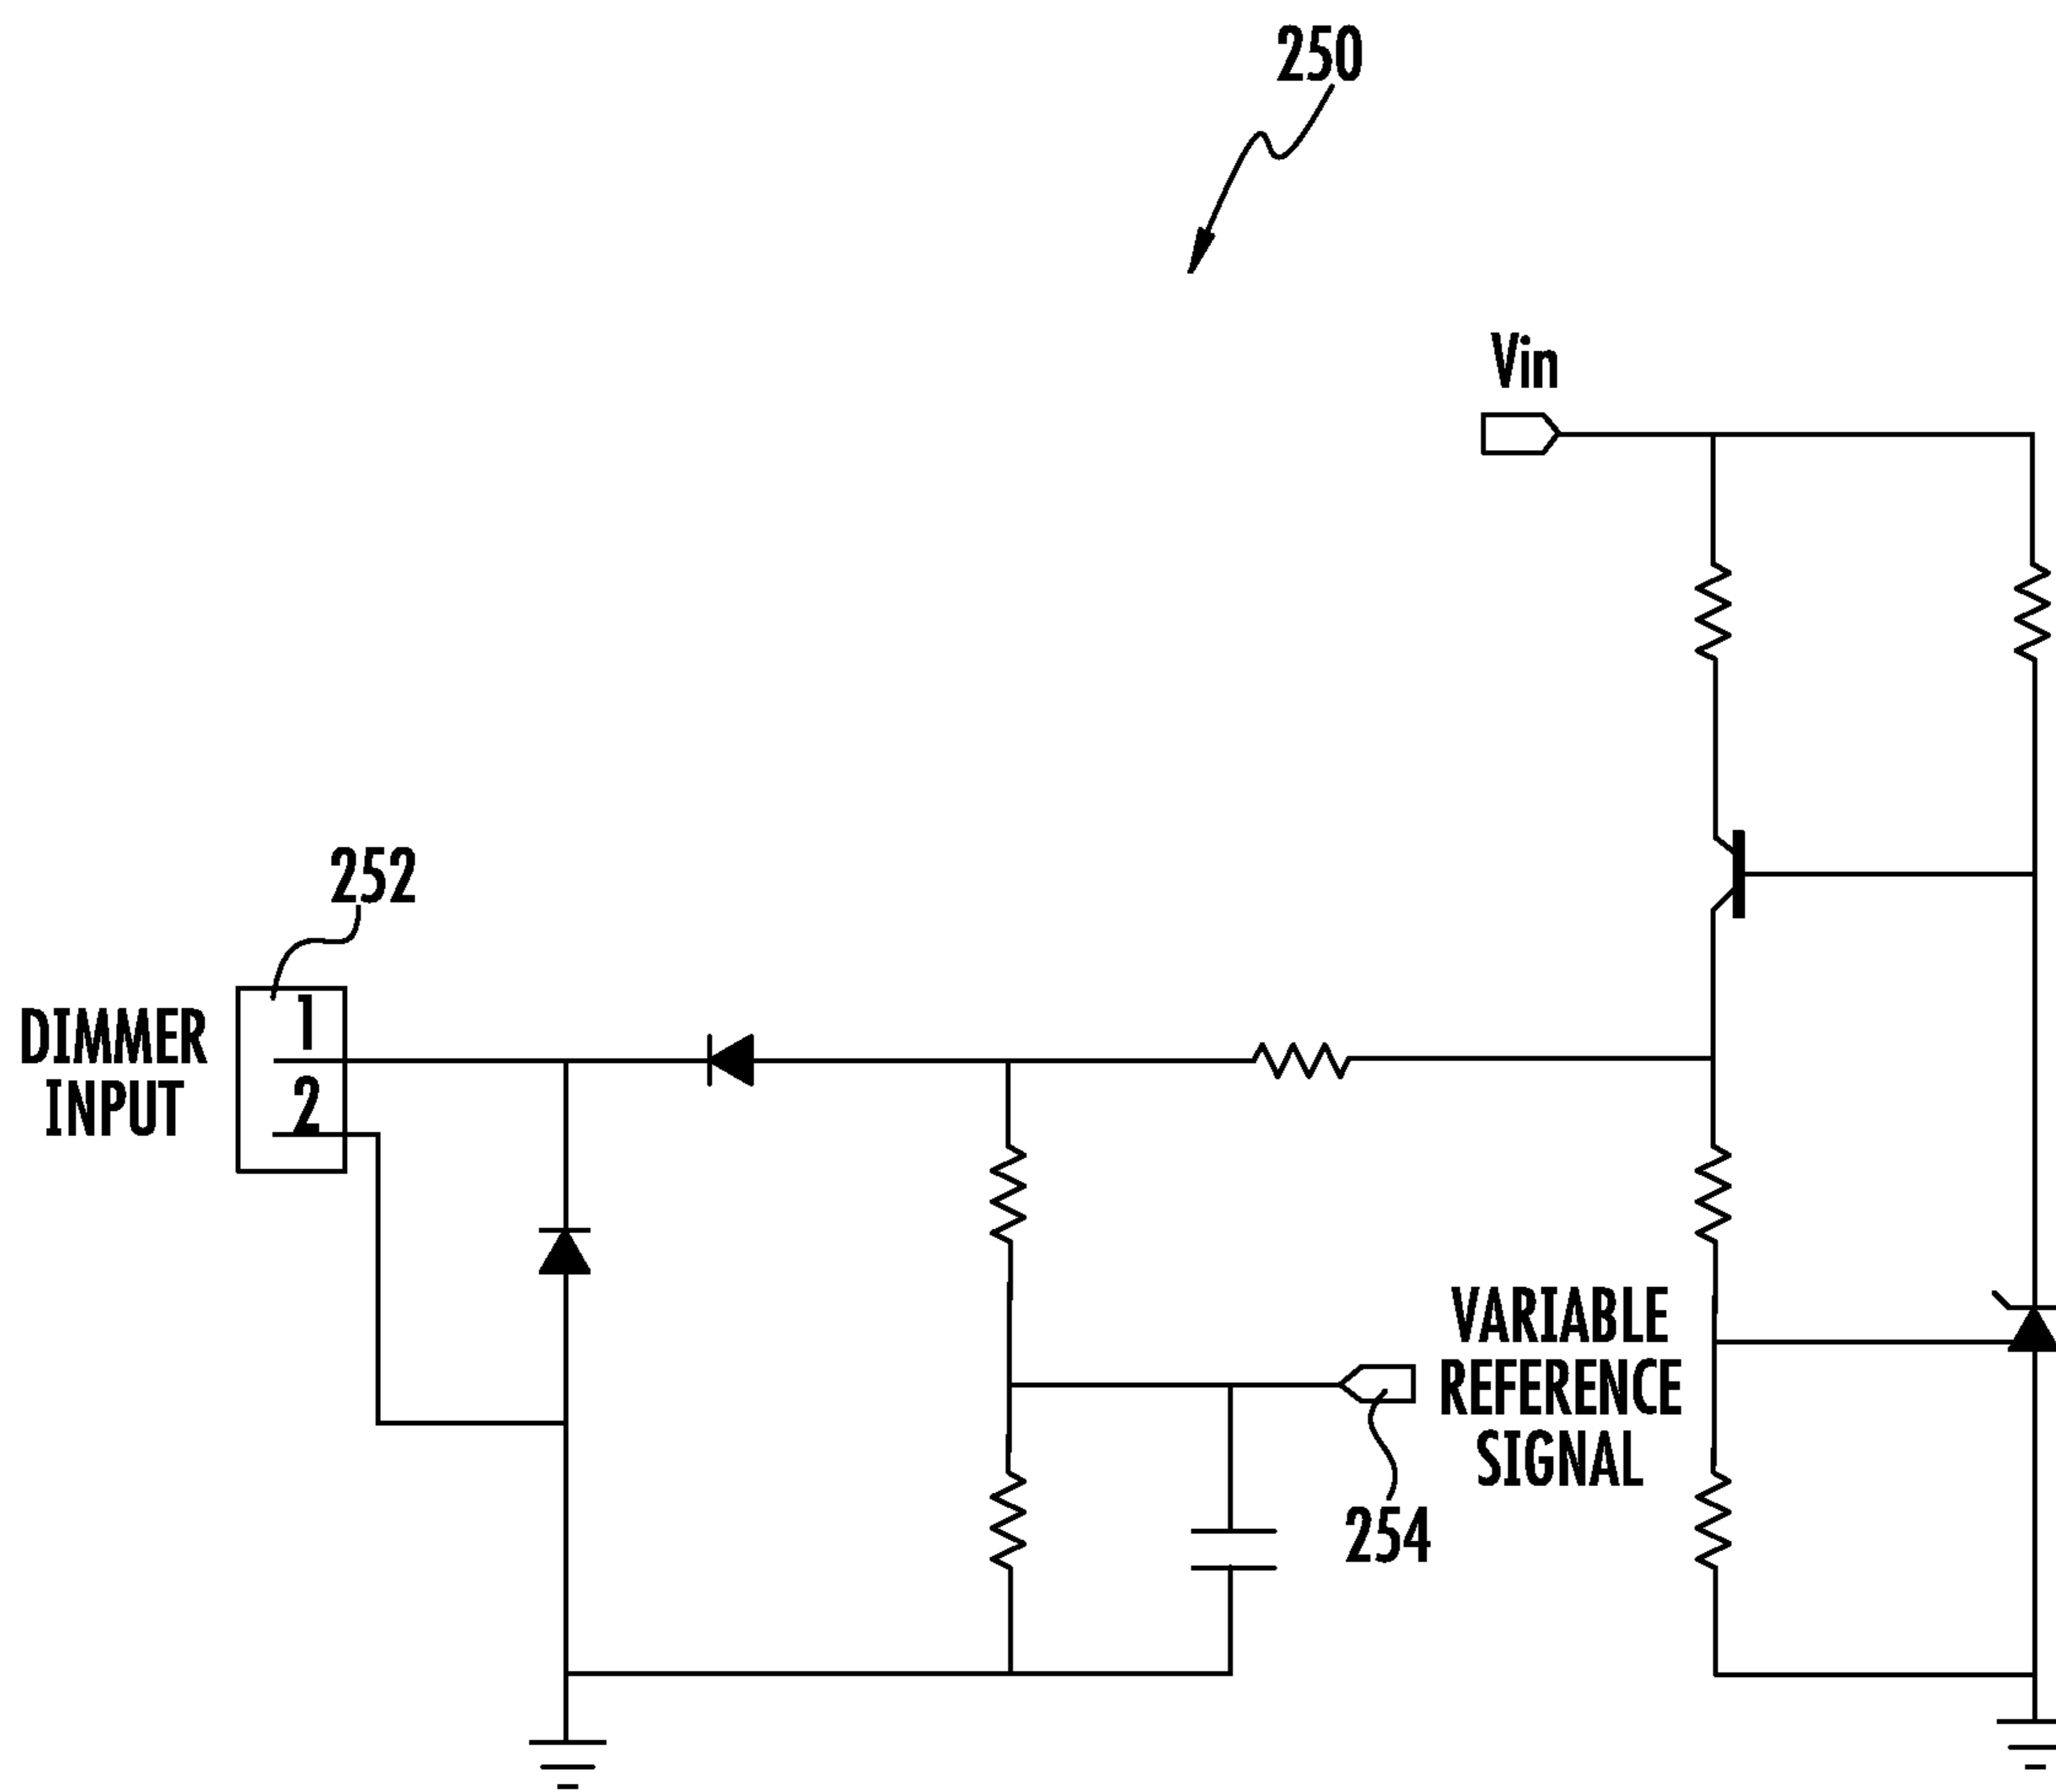 250
Vin
252
1
DIMMER
INPUT
2
VARIABLE
REFERENCE
SIGNAL
254